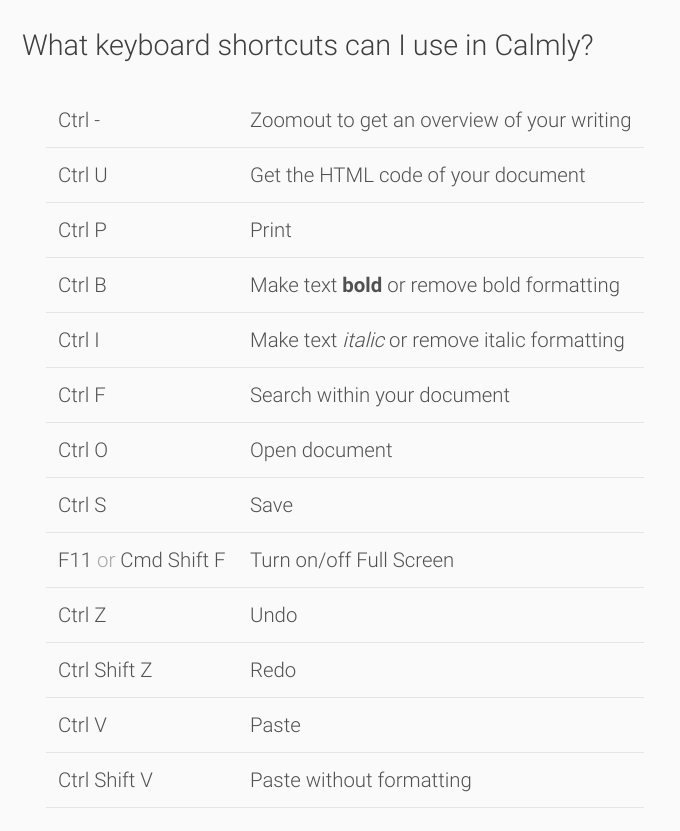 What keyboard shortcuts can I use in Calmly?
Ctrl - Zoomout to get an overview of your writing
Ctrl U Get the HTML code of your document
Ctrl P Print
Ctrl B Make text bold or remove bold formatting
Ctrl I Make text italic or remove italic formatting
Ctrl F Search within your document
Ctrl O Open document
Ctrl S Save
F11 or Cmd Shift F Turn on/off Full Screen
Ctrl Z Undo
Ctrl Shift Z Redo
Ctrl V Paste
Ctrl Shift V Paste without formatting